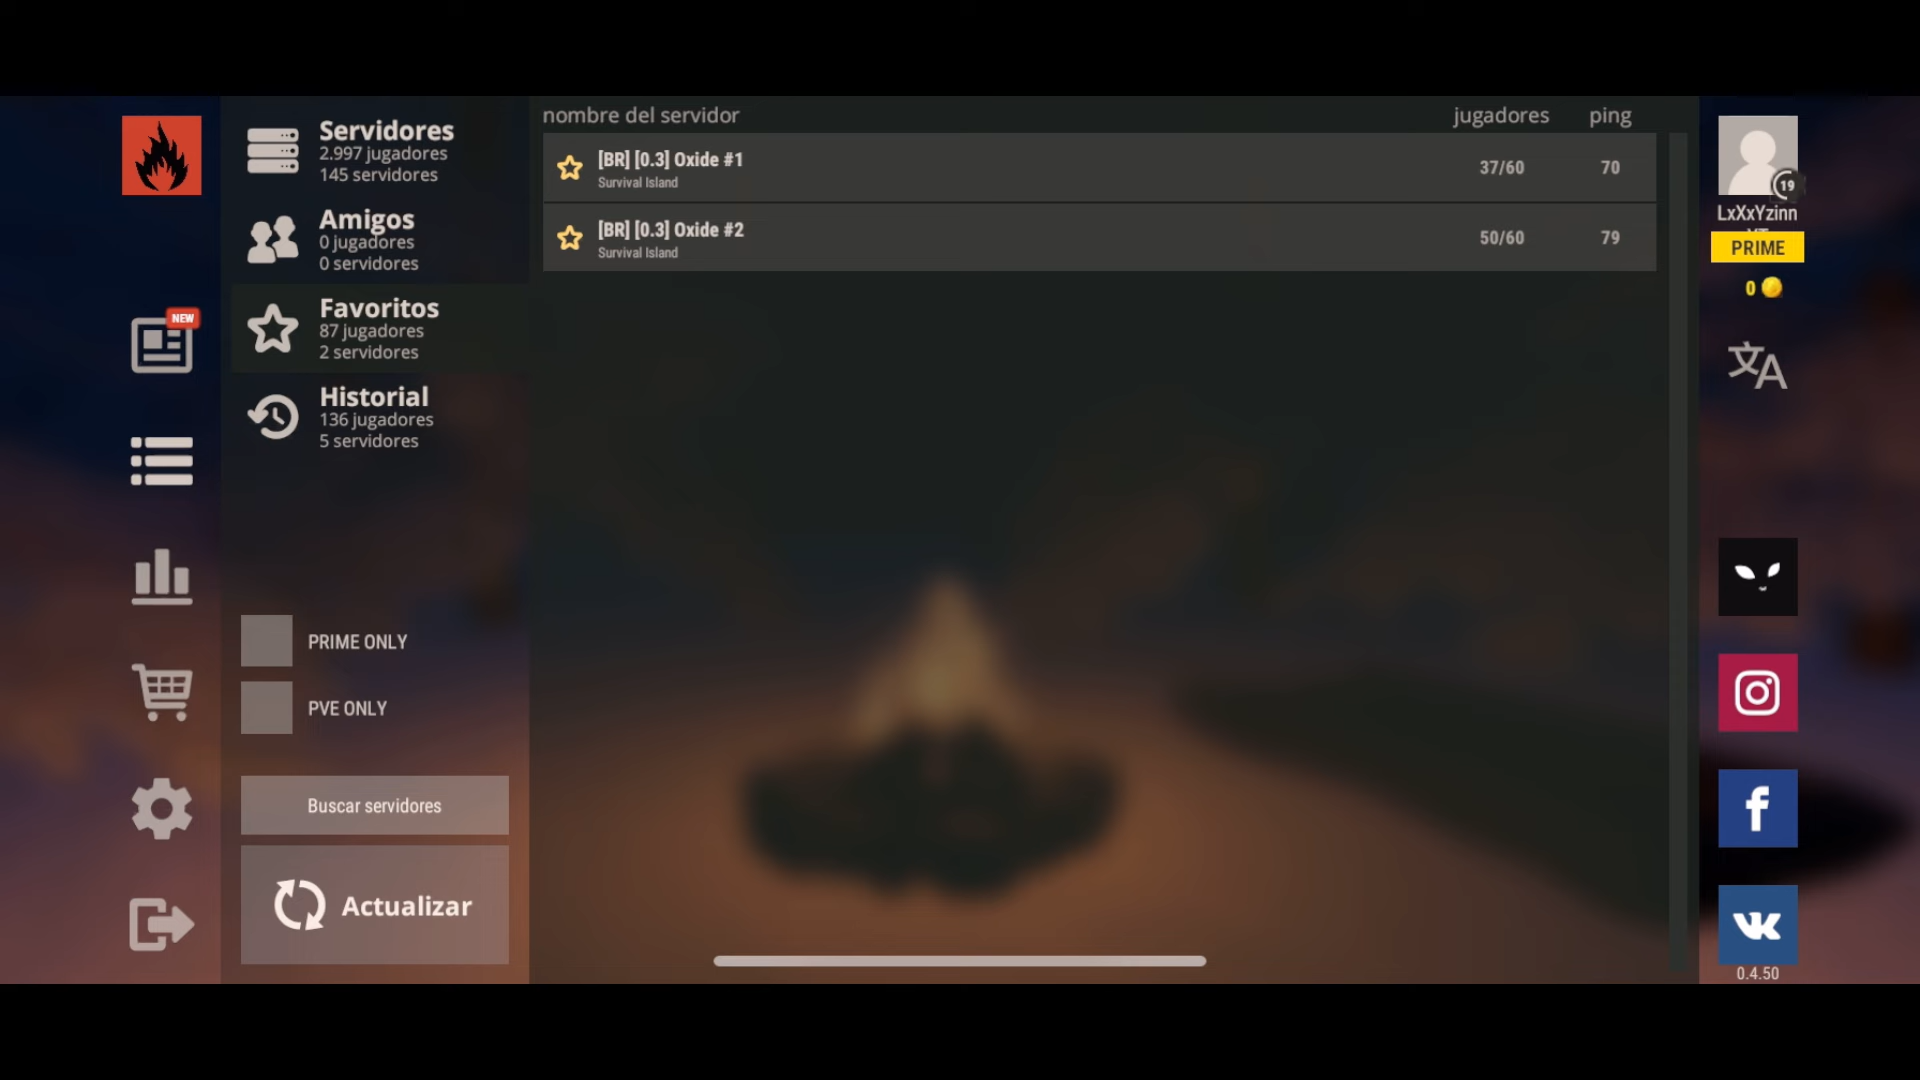 Servidores
2.997 jugadores
145 servidores
Amigos
0 jugadores
0 servidores
NEW
Favoritos
87 jugadores
2 servidores
Historial
136 jugadores
5 servidores
PRIME ONLY
PVE ONLY
Buscar servidores
Actualizar
nombre del servidor jugadores ping
[BR] [0.3] Oxide #1 37/60 70
Survival Island
[BR] [0.3] Oxide #2 50/60 79
Survival Island
19
LxXxYzinn
PRIME
0
文A
f
0.4.50